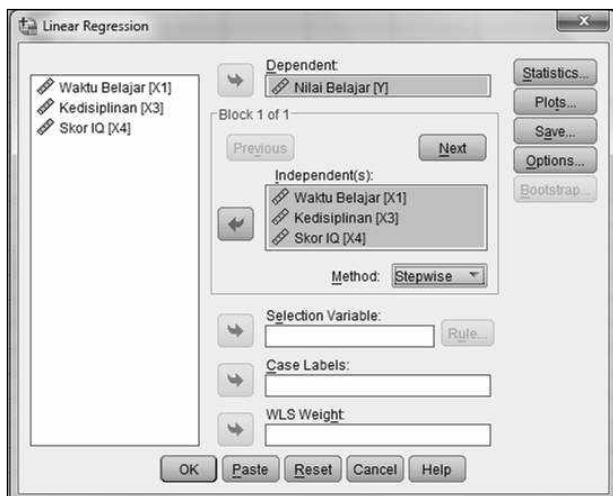 Linear Regression
Waktu Belajar [X1]
Kedisiplinan [X3]
Skor IQ [X4]
Dependent:
Nilai Belajar [Y]
Block 1 of 1
Previous
Next
Independent(s):
Waktu Belajar [X1]
Kedisiplinan [X3]
Skor IQ [X4]
Method:
Stepwise
Selection Variable:
Rule...
Case Labels:
WLS Weight:
Statistics...
Plots...
Save...
Options...
Bootstrap...
OK
Paste
Reset
Cancel
Help